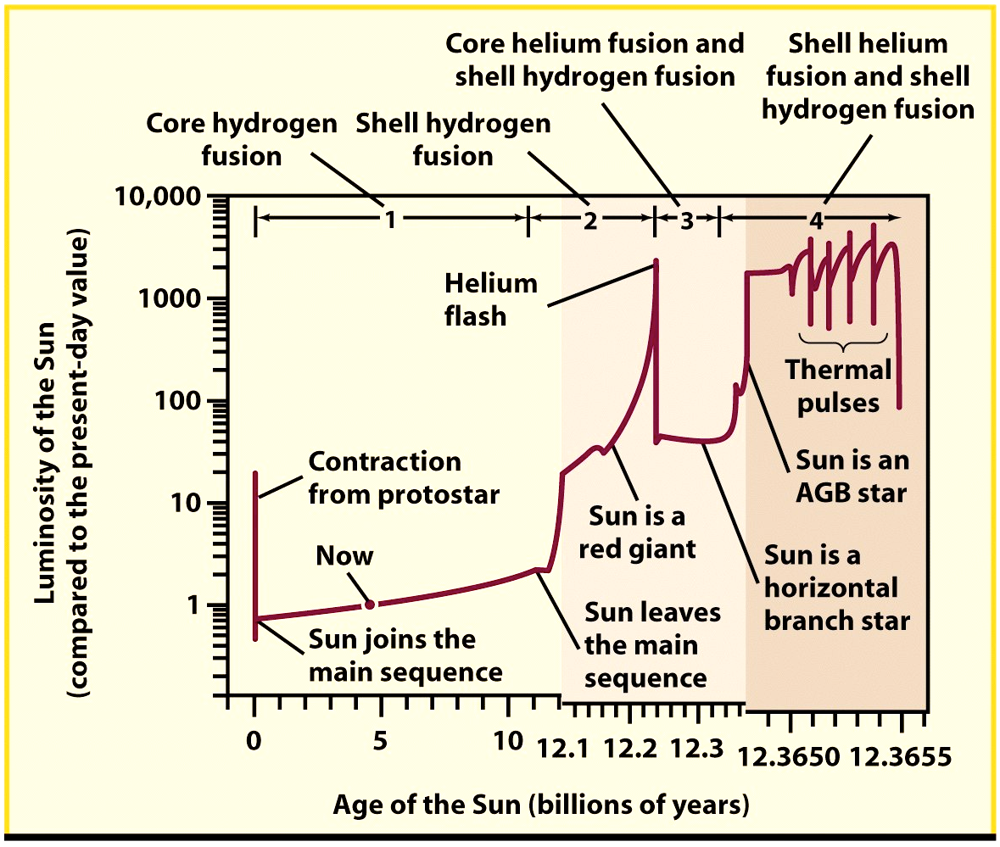 Core helium fusion and
shell hydrogen fusion
Shell helium
fusion and shell
hydrogen fusion
Core hydrogen
fusion
Shell hydrogen
fusion
10,000
1000
100
10
1
Luminosity of the Sun
(compared to the present-day value)
1
2
3
4
Helium
flash
Thermal
pulses
Contraction
from protostar
Sun is an
AGB star
Sun is a
red giant
Now
Sun is a
horizontal
branch star
Sun leaves
the main
sequence
Sun joins the
main sequence
0
5
10
12.1
12.2
12.3
12.3650
12.3655
Age of the Sun (billions of years)